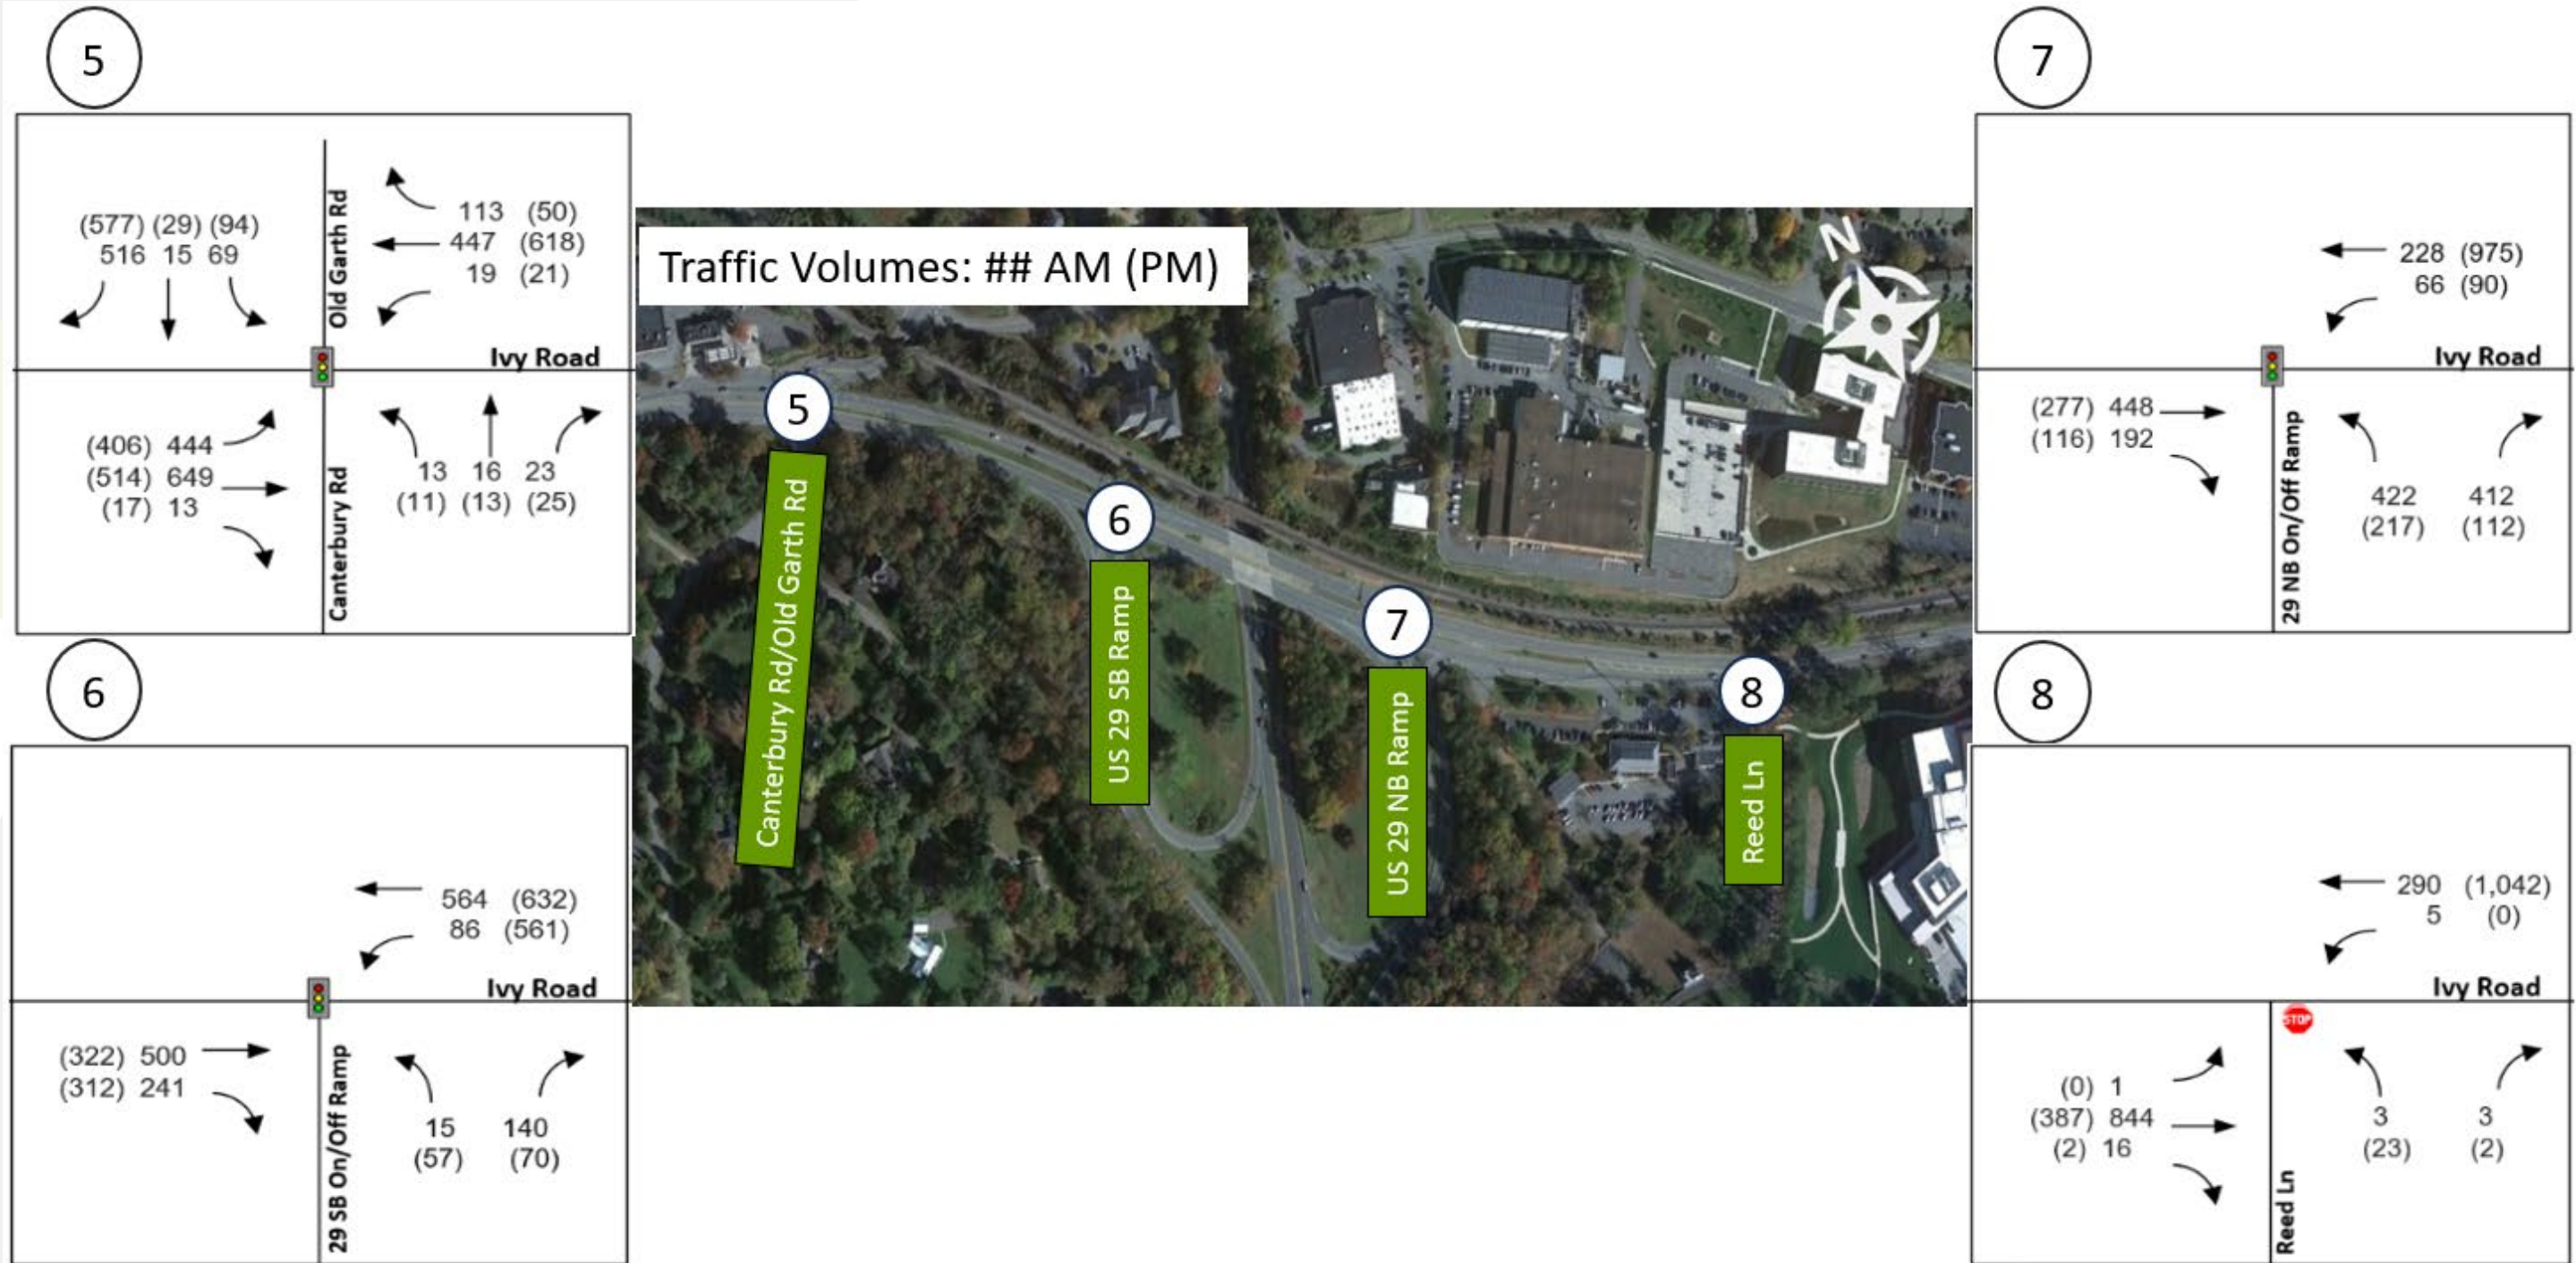 5
(577) (29) (94)
516 15 69
Old Garth Rd
113 (50)
447 (618)
19 (21)
Ivy Road
(406) 444
(514) 649
(17) 13
Canterbury Rd
13 16 23
(11) (13) (25)
6
564 (632)
86 (561)
Ivy Road
(322) 500
(312) 241
29 SB On/Off Ramp
15 140
(57) (70)
Traffic Volumes: ## AM (PM)
N
5
Canterbury Rd/Old Garth Rd
6
US 29 SB Ramp
7
US 29 NB Ramp
8
Reed Ln
7
228 (975)
66 (90)
Ivy Road
(277) 448
(116) 192
29 NB On/Off Ramp
422 412
(217) (112)
8
290 (1,042)
5 (0)
Ivy Road
STOP
(0) 1
(387) 844
(2) 16
Reed Ln
3 3
(23) (2)